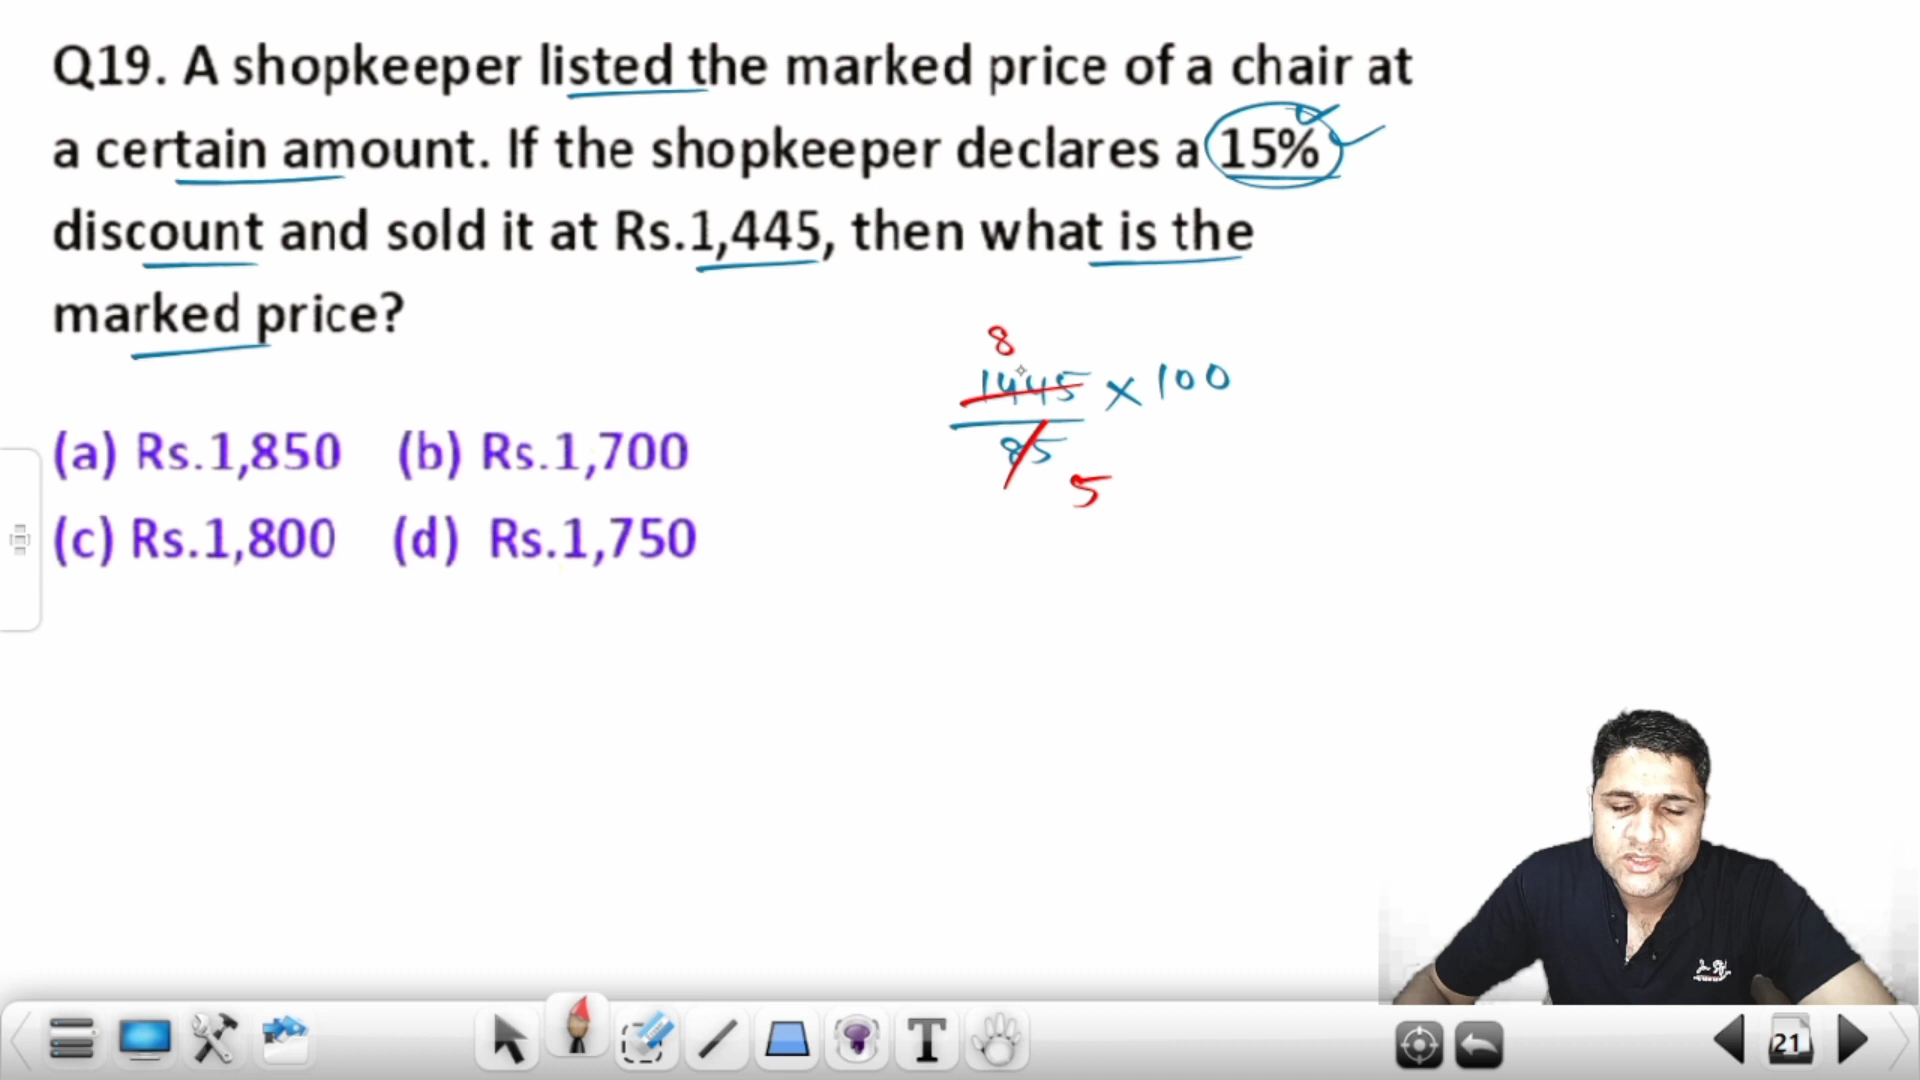 Q19. A shopkeeper listed the marked price of a chair at
a certain amount. If the shopkeeper declares a 15%
discount and sold it at Rs.1,445, then what is the
marked price?
8
1445 × 100
85
5
(a) Rs.1,850 (b) Rs.1,700
(c) Rs.1,800 (d) Rs.1,750
T
21